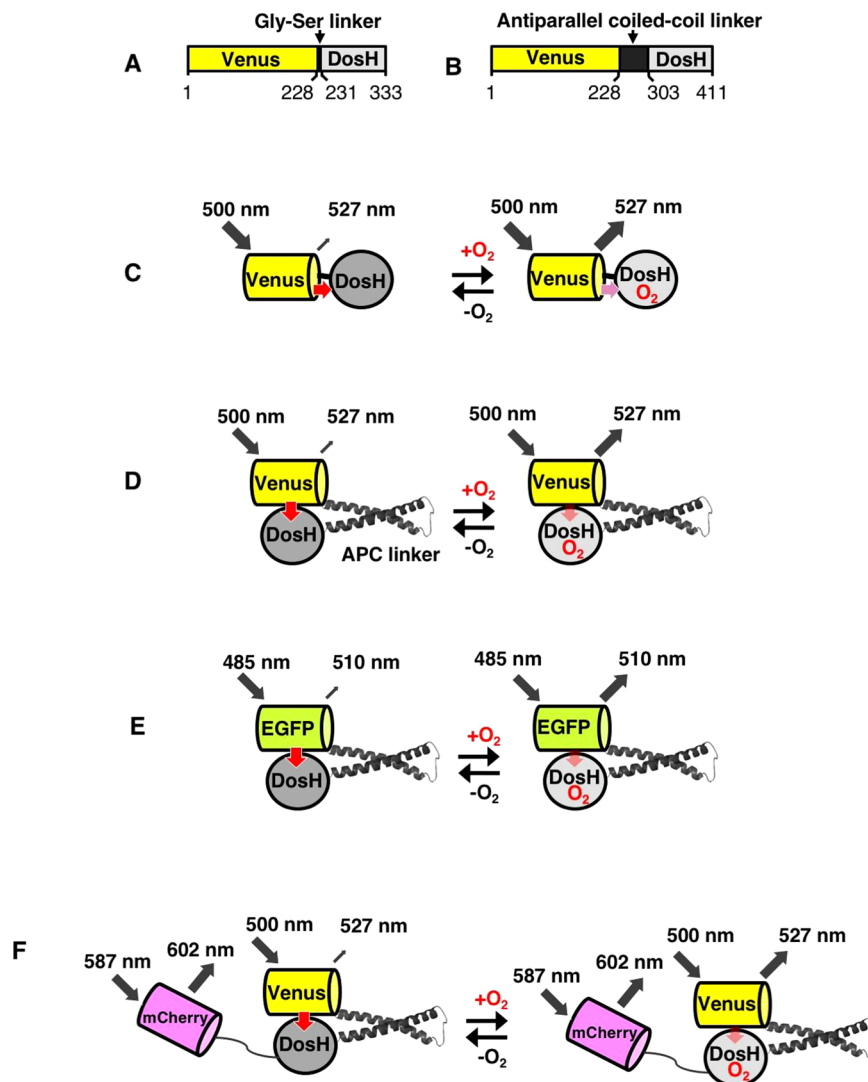 Gly-Ser linker
A
Venus
DosH
1
228
231
333
Antiparallel coiled-coil linker
B
Venus
DosH
1
228
303
411
C
500 nm
527 nm
Venus
DosH
+O₂
-O₂
500 nm
527 nm
Venus
DosH
O₂
D
500 nm
527 nm
Venus
DosH
APC linker
+O₂
-O₂
500 nm
527 nm
Venus
DosH
O₂
E
485 nm
510 nm
EGFP
DosH
+O₂
-O₂
485 nm
510 nm
EGFP
DosH
O₂
F
587 nm
602 nm
500 nm
527 nm
mCherry
Venus
DosH
+O₂
-O₂
587 nm
602 nm
500 nm
527 nm
mCherry
Venus
DosH
O₂